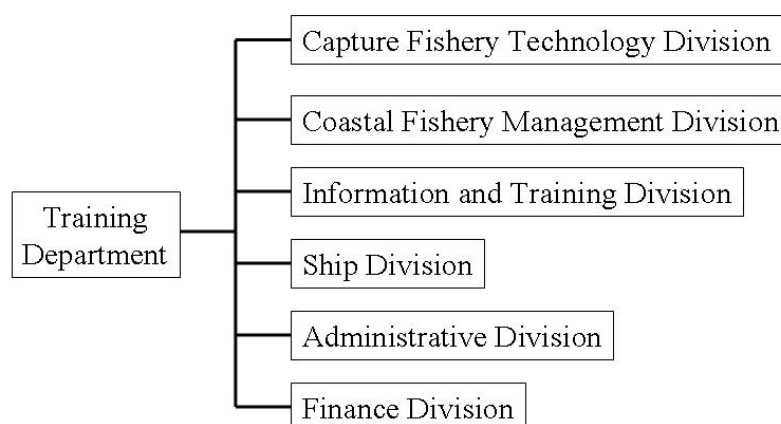 Capture Fishery Technology Division
Coastal Fishery Management Division
Information and Training Division
Training
Department
Ship Division
Administrative Division
Finance Division